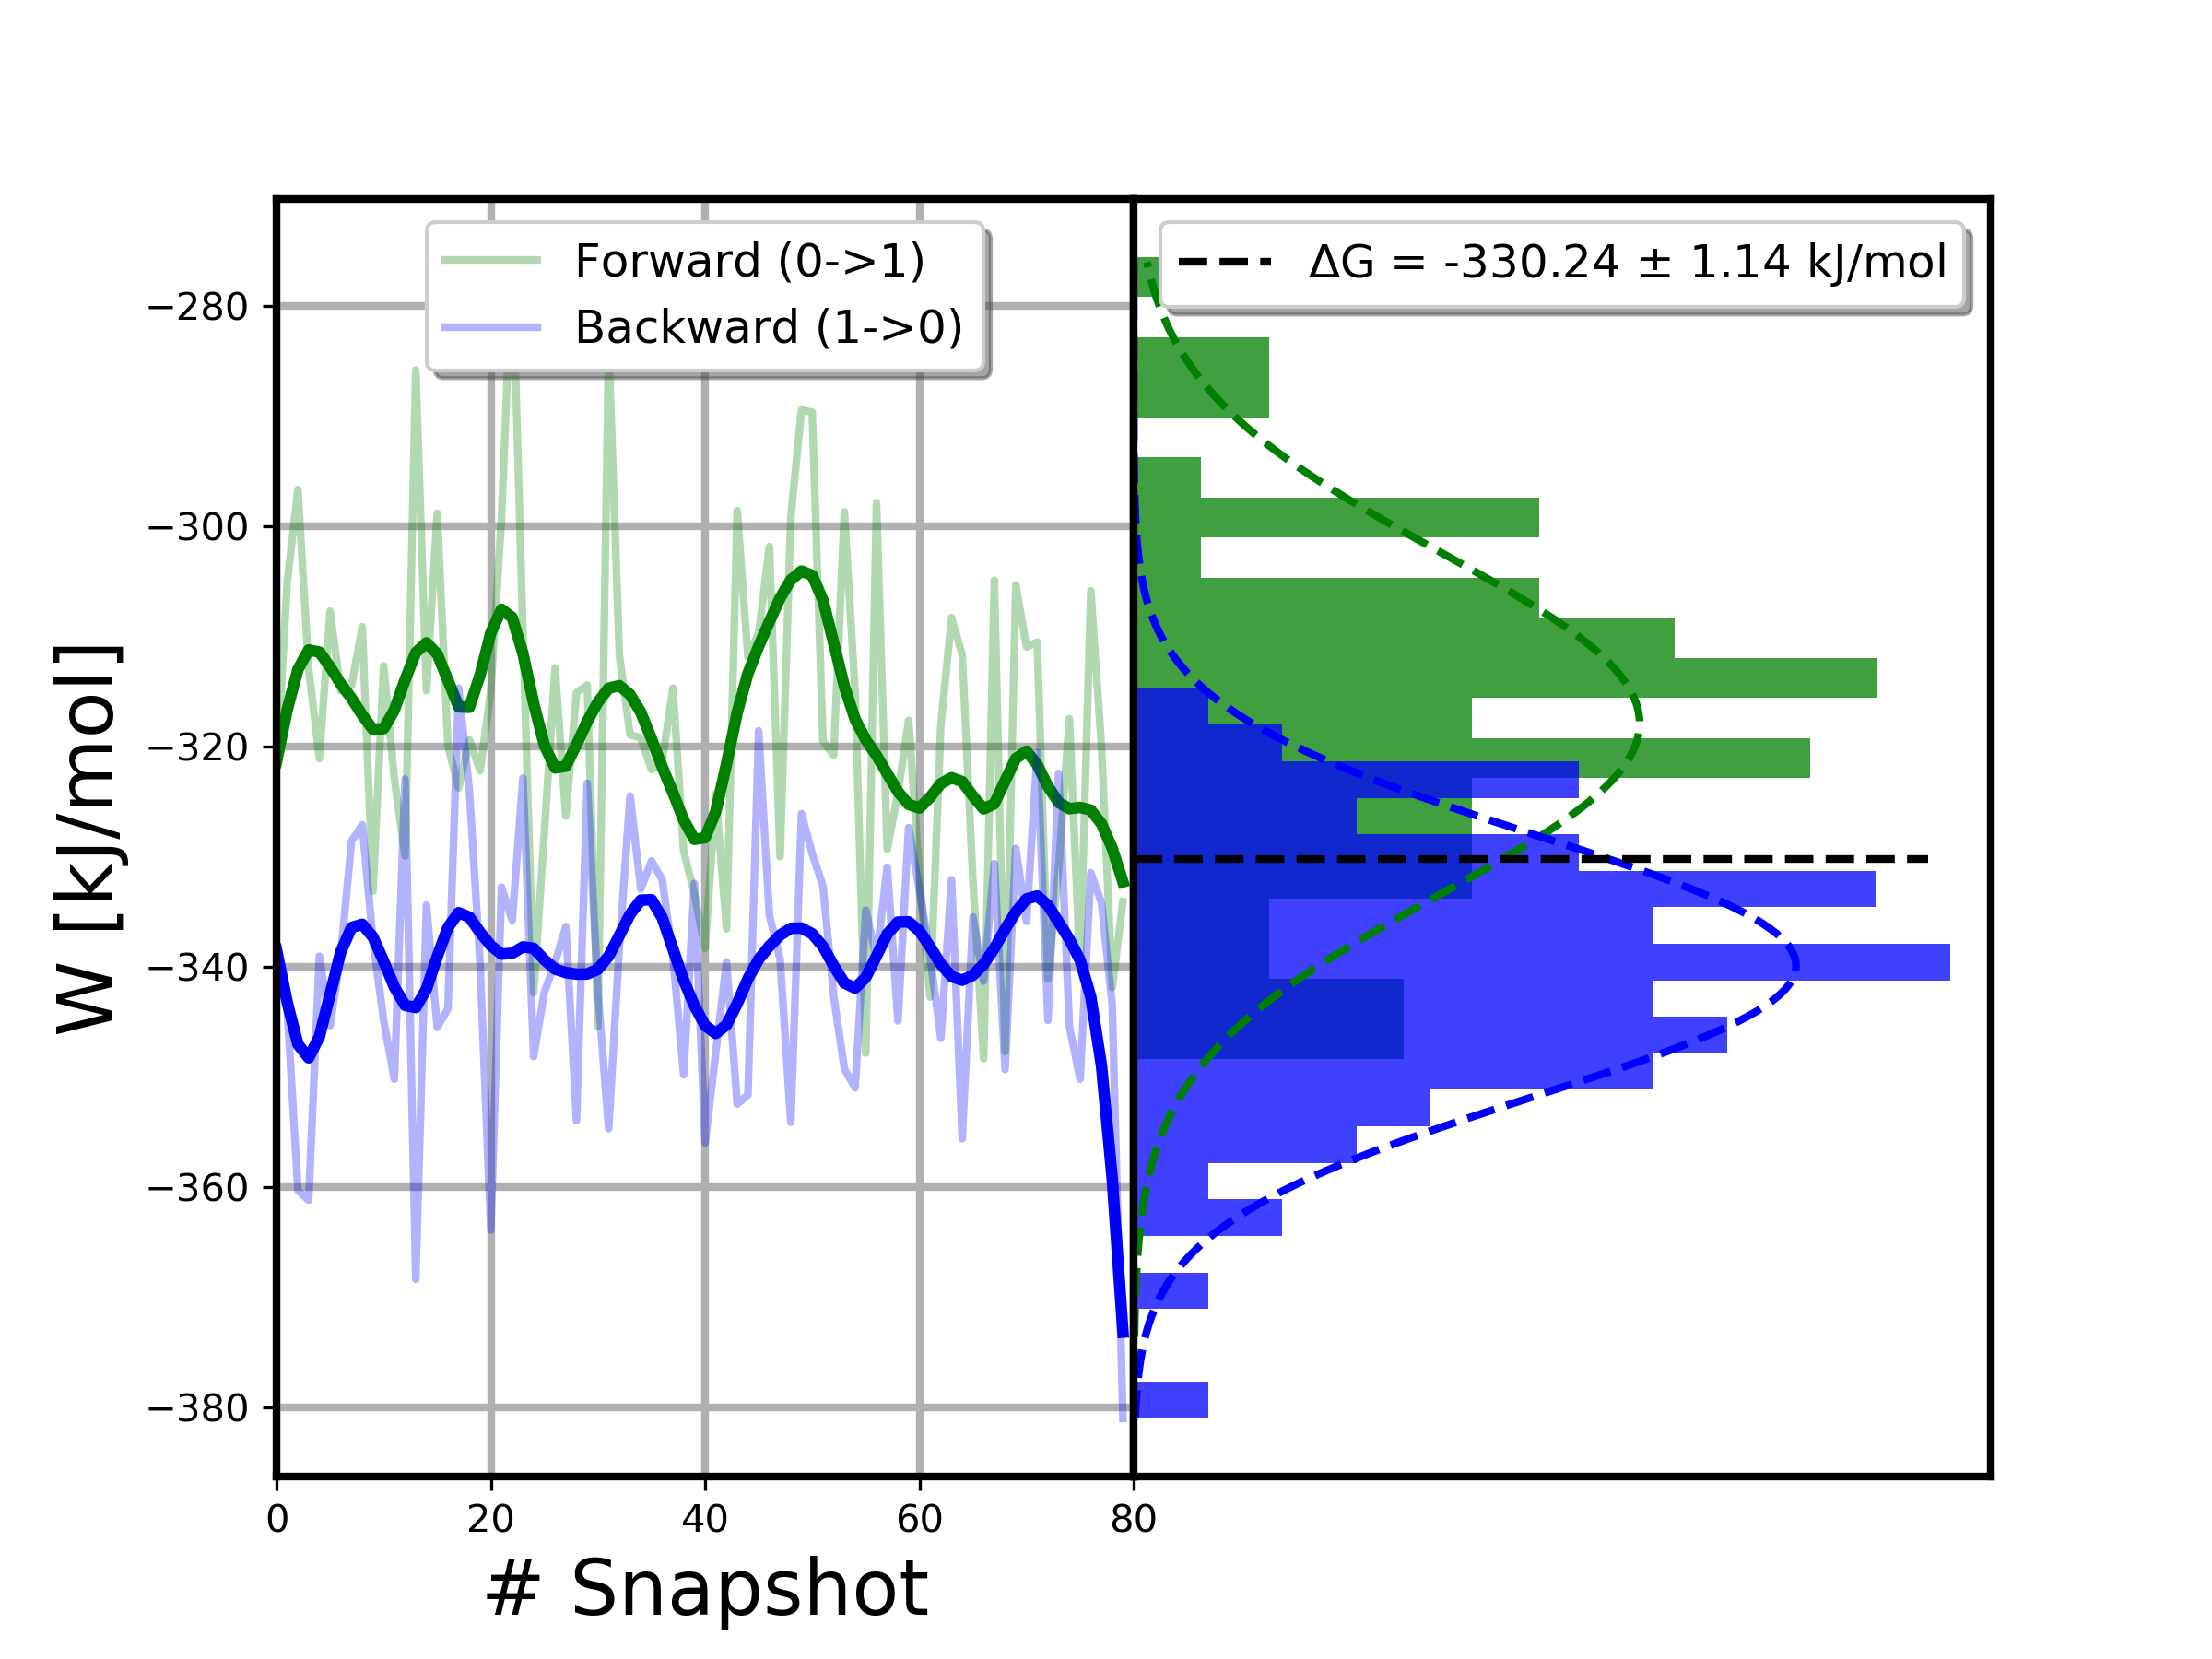 Forward (0->1)
Backward (1->0)
ΔG = -330.24 ± 1.14 kJ/mol
W [kJ/mol]
−280
−300
−320
−340
−360
−380
0 20 40 60 80
# Snapshot